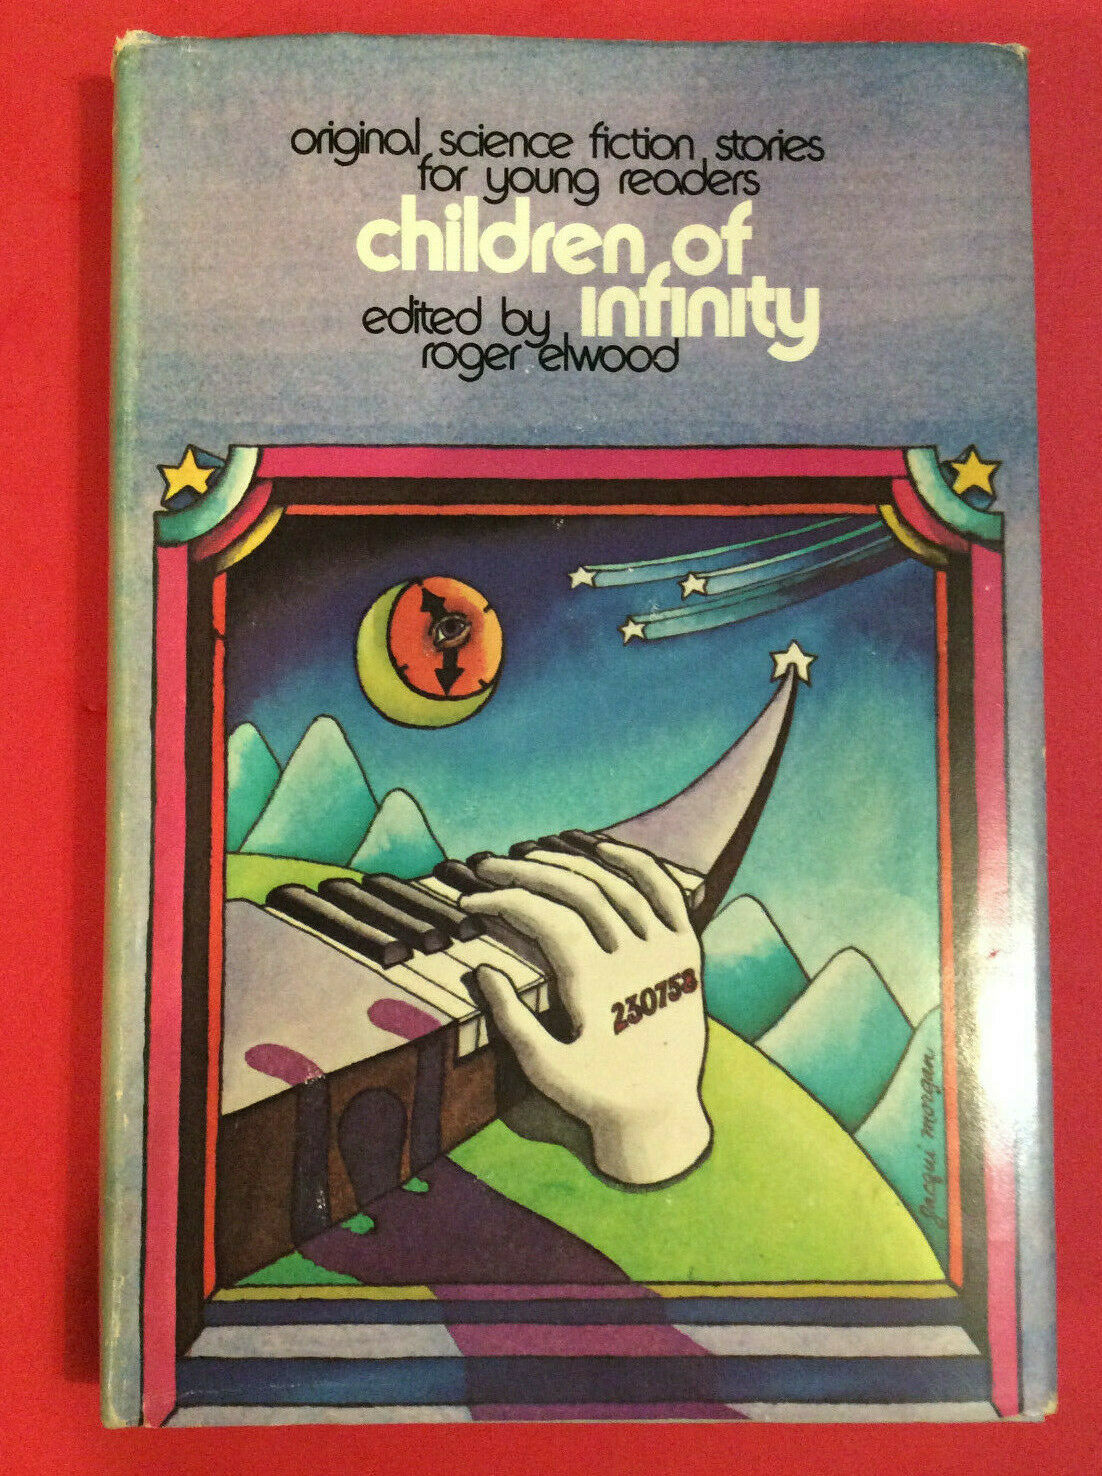 original science fiction stories
for young readers
children of
infinity
edited by
roger elwood
230758
jacqui morgan